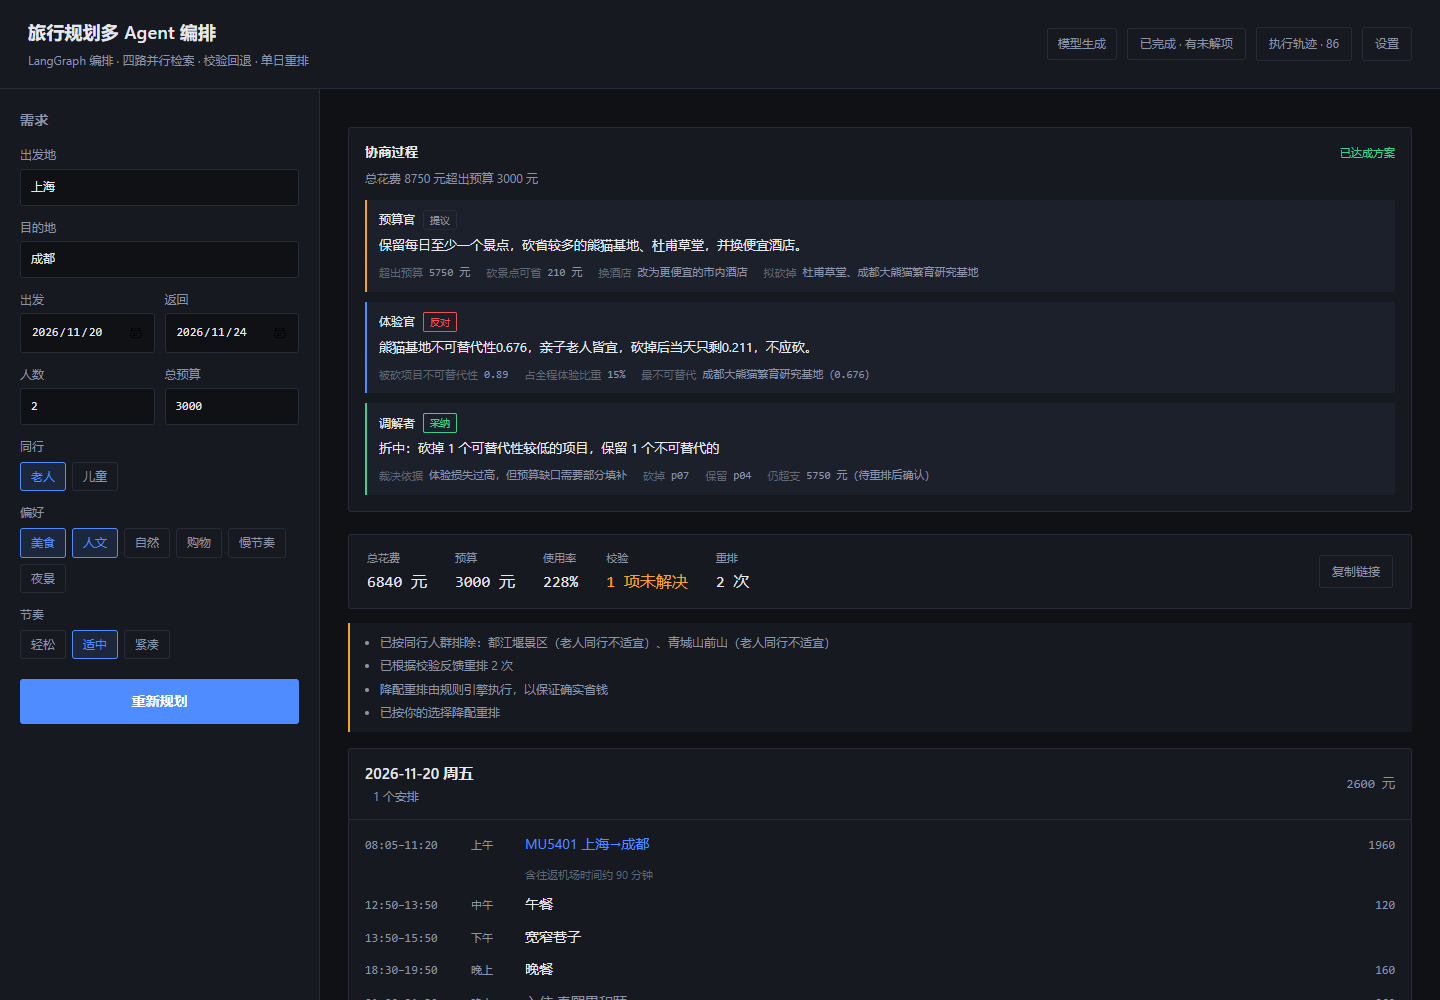 旅行规划多 Agent 编排
LangGraph 编排 · 四路并行检索 · 校验回退 · 单日重排
模型生成
已完成 · 有未解项
执行轨迹 · 86
设置
需求
出发地
上海
目的地
成都
出发
返回
2026/11/20
2026/11/24
人数
总预算
2
3000
同行
老人
儿童
偏好
美食
人文
自然
购物
慢节奏
夜景
节奏
轻松
适中
紧凑
重新规划
协商过程
已达成方案
总花费 8750 元超出预算 3000 元
预算官 提议
保留每日至少一个景点，砍省较多的熊猫基地、杜甫草堂，并换便宜酒店。
超出预算 5750 元 砍景点可省 210 元 换酒店 改为更便宜的市内酒店 拟砍掉 杜甫草堂、成都大熊猫繁育研究基地
体验官 反对
熊猫基地不可替代性0.676，亲子老人皆宜，砍掉后当天只剩0.211，不应砍。
被砍项目不可替代性 0.89 占全程体验比重 15% 最不可替代 成都大熊猫繁育研究基地（0.676）
调解者 采纳
折中：砍掉 1 个可替代性较低的项目，保留 1 个不可替代的
裁决依据 体验损失过高，但预算缺口需要部分填补 砍掉 p07 保留 p04 仍超支 5750 元（待重排后确认）
总花费
预算
使用率
校验
重排
6840 元
3000 元
228%
1 项未解决
2 次
复制链接
• 已按同行人群排除：都江堰景区（老人同行不适宜）、青城山前山（老人同行不适宜）
• 已根据校验反馈重排 2 次
• 降配重排由规则引擎执行，以保证确实省钱
• 已按你的选择降配重排
2026-11-20 周五
1 个安排
2600 元
08:05–11:20 上午 MU5401 上海→成都 1960
含往返机场时间约 90 分钟
12:50–13:50 中午 午餐 120
13:50–15:50 下午 宽窄巷子
18:30–19:50 晚上 晚餐 160